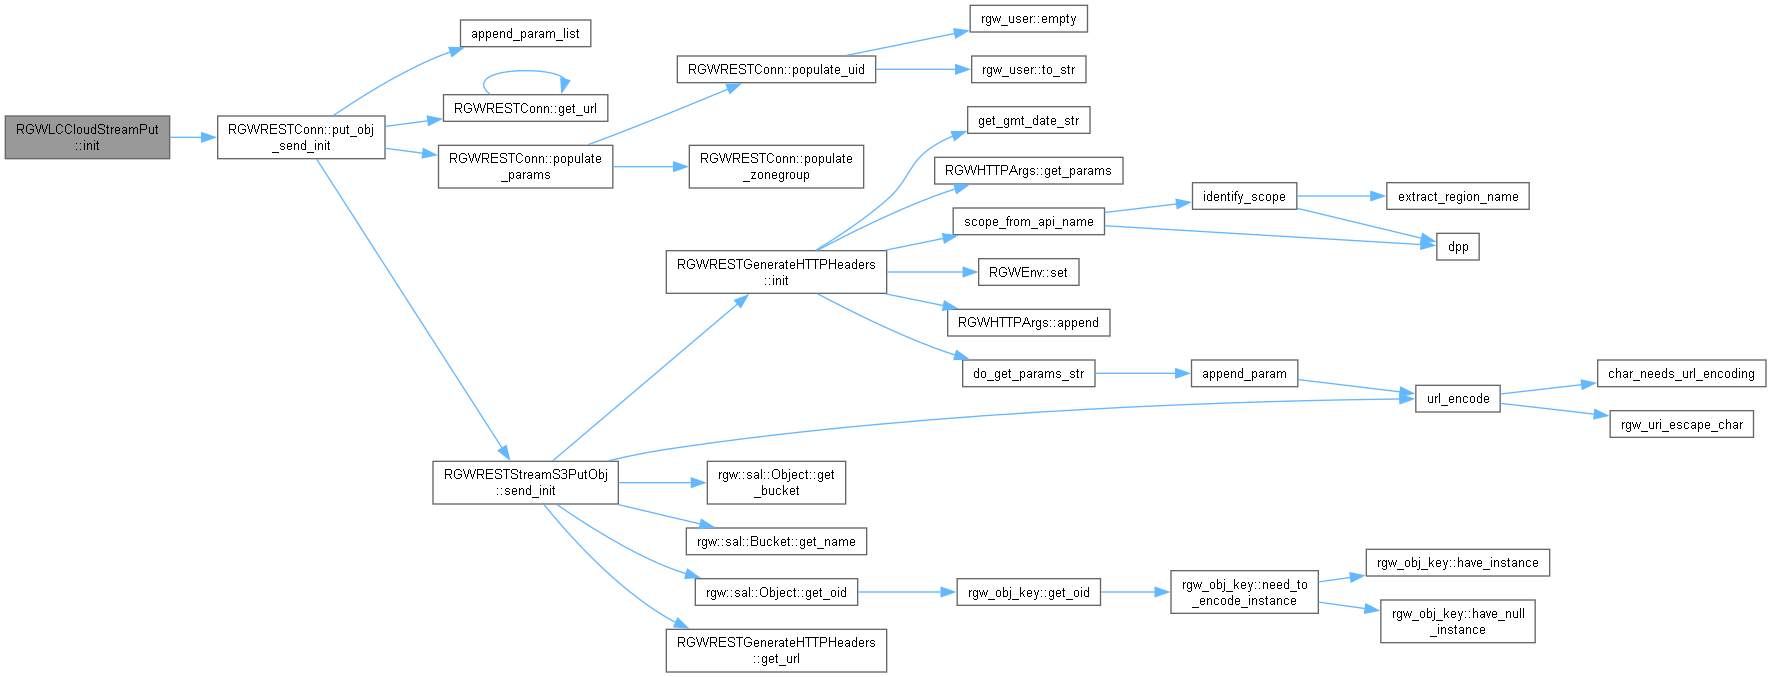 RGWLCCloudStreamPut
::init
RGWRESTConn::put_obj
_send_init
append_param_list
RGWRESTConn::get_url
RGWRESTConn::populate
_params
RGWRESTConn::populate_uid
rgw_user::empty
rgw_user::to_str
RGWRESTConn::populate
_zonegroup
RGWRESTStreamS3PutObj
::send_init
RGWRESTGenerateHTTPHeaders
::init
get_gmt_date_str
RGWHTTPArgs::get_params
scope_from_api_name
identify_scope
extract_region_name
dpp
RGWEnv::set
RGWHTTPArgs::append
do_get_params_str
append_param
url_encode
char_needs_url_encoding
rgw_uri_escape_char
rgw::sal::Object::get
_bucket
rgw::sal::Bucket::get_name
rgw::sal::Object::get_oid
rgw_obj_key::get_oid
rgw_obj_key::need_to
_encode_instance
rgw_obj_key::have_instance
rgw_obj_key::have_null
_instance
RGWRESTGenerateHTTPHeaders
::get_url